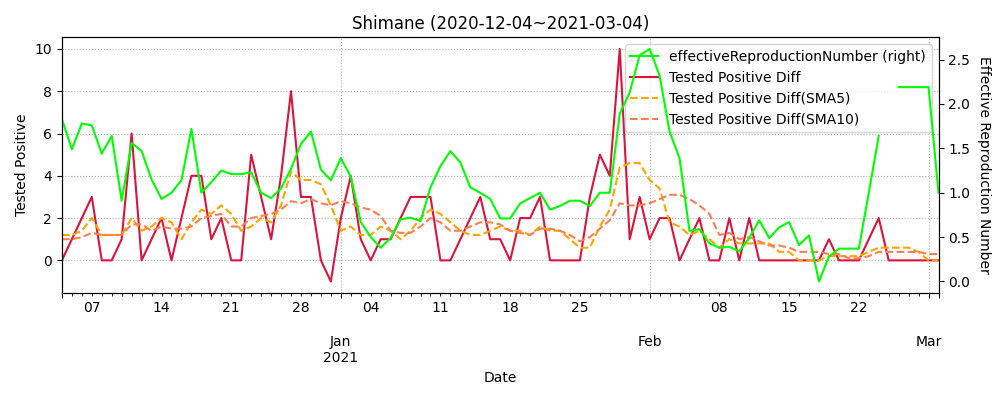 Shimane (2020-12-04~2021-03-04)
effectiveReproductionNumber (right)
Tested Positive Diff
Tested Positive Diff(SMA5)
Tested Positive Diff(SMA10)
Tested Positive
10
8
6
4
2
0
2.5
2.0
1.5
1.0
0.5
0.0
Effective Reproduction Number
07 14 21 28 04 11 18 25 08 15 22
Jan Feb Mar
2021
Date